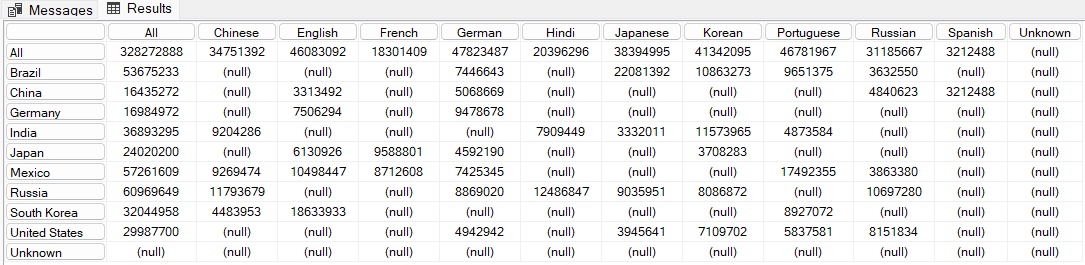 Messages Results
All Chinese English French German Hindi Japanese Korean Portuguese Russian Spanish Unknown
All 328272888 34751392 46083092 18301409 47823487 20396296 38394995 41342095 46781967 31185667 3212488 (null)
Brazil 53675233 (null) (null) (null) 7446643 (null) 22081392 10863273 9651375 3632550 (null) (null)
China 16435272 (null) 3313492 (null) 5068669 (null) (null) (null) (null) 4840623 3212488 (null)
Germany 16984972 (null) 7506294 (null) 9478678 (null) (null) (null) (null) (null) (null) (null)
India 36893295 9204286 (null) (null) (null) 7909449 3332011 11573965 4873584 (null) (null) (null)
Japan 24020200 (null) 6130926 9588801 4592190 (null) (null) 3708283 (null) (null) (null) (null)
Mexico 57261609 9269474 10498447 8712608 7425345 (null) (null) (null) 17492355 3863380 (null) (null)
Russia 60969649 11793679 (null) (null) 8869020 12486847 9035951 8086872 (null) 10697280 (null) (null)
South Korea 32044958 4483953 18633933 (null) (null) (null) (null) (null) 8927072 (null) (null) (null)
United States 29987700 (null) (null) (null) 4942942 (null) 3945641 7109702 5837581 8151834 (null) (null)
Unknown (null) (null) (null) (null) (null) (null) (null) (null) (null) (null) (null) (null)